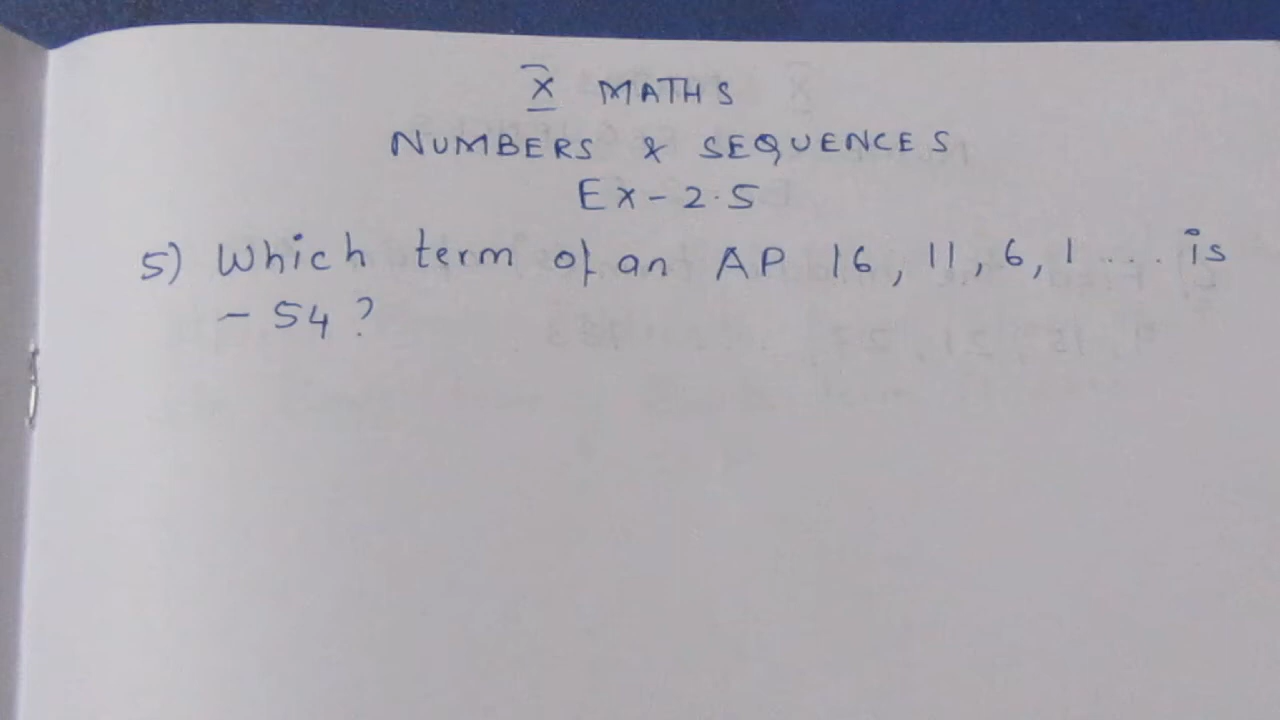 X MATHS
NUMBERS & SEQUENCES
Ex - 2.5
5) Which term of an AP 16, 11, 6, 1 ... is
- 54 ?